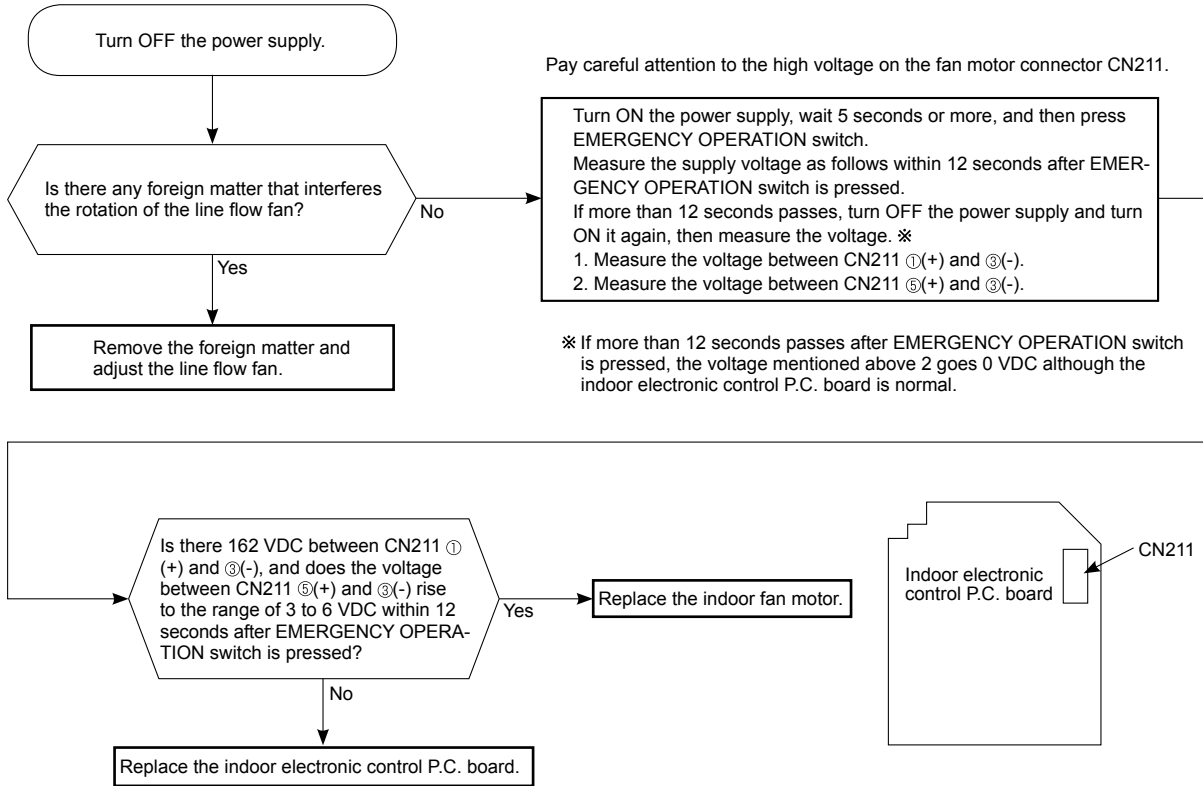 Turn OFF the power supply.
Is there any foreign matter that interferes
the rotation of the line flow fan?
No
Yes
Remove the foreign matter and
adjust the line flow fan.
Pay careful attention to the high voltage on the fan motor connector CN211.
Turn ON the power supply, wait 5 seconds or more, and then press
EMERGENCY OPERATION switch.
Measure the supply voltage as follows within 12 seconds after EMER-
GENCY OPERATION switch is pressed.
If more than 12 seconds passes, turn OFF the power supply and turn
ON it again, then measure the voltage. ※
1. Measure the voltage between CN211 ①(+) and ③(-).
2. Measure the voltage between CN211 ⑤(+) and ③(-).
※ If more than 12 seconds passes after EMERGENCY OPERATION switch
is pressed, the voltage mentioned above 2 goes 0 VDC although the
indoor electronic control P.C. board is normal.
Is there 162 VDC between CN211 ①
(+) and ③(-), and does the voltage
between CN211 ⑤(+) and ③(-) rise
to the range of 3 to 6 VDC within 12
seconds after EMERGENCY OPERA-
TION switch is pressed?
Yes
Replace the indoor fan motor.
No
Replace the indoor electronic control P.C. board.
Indoor electronic
control P.C. board
CN211